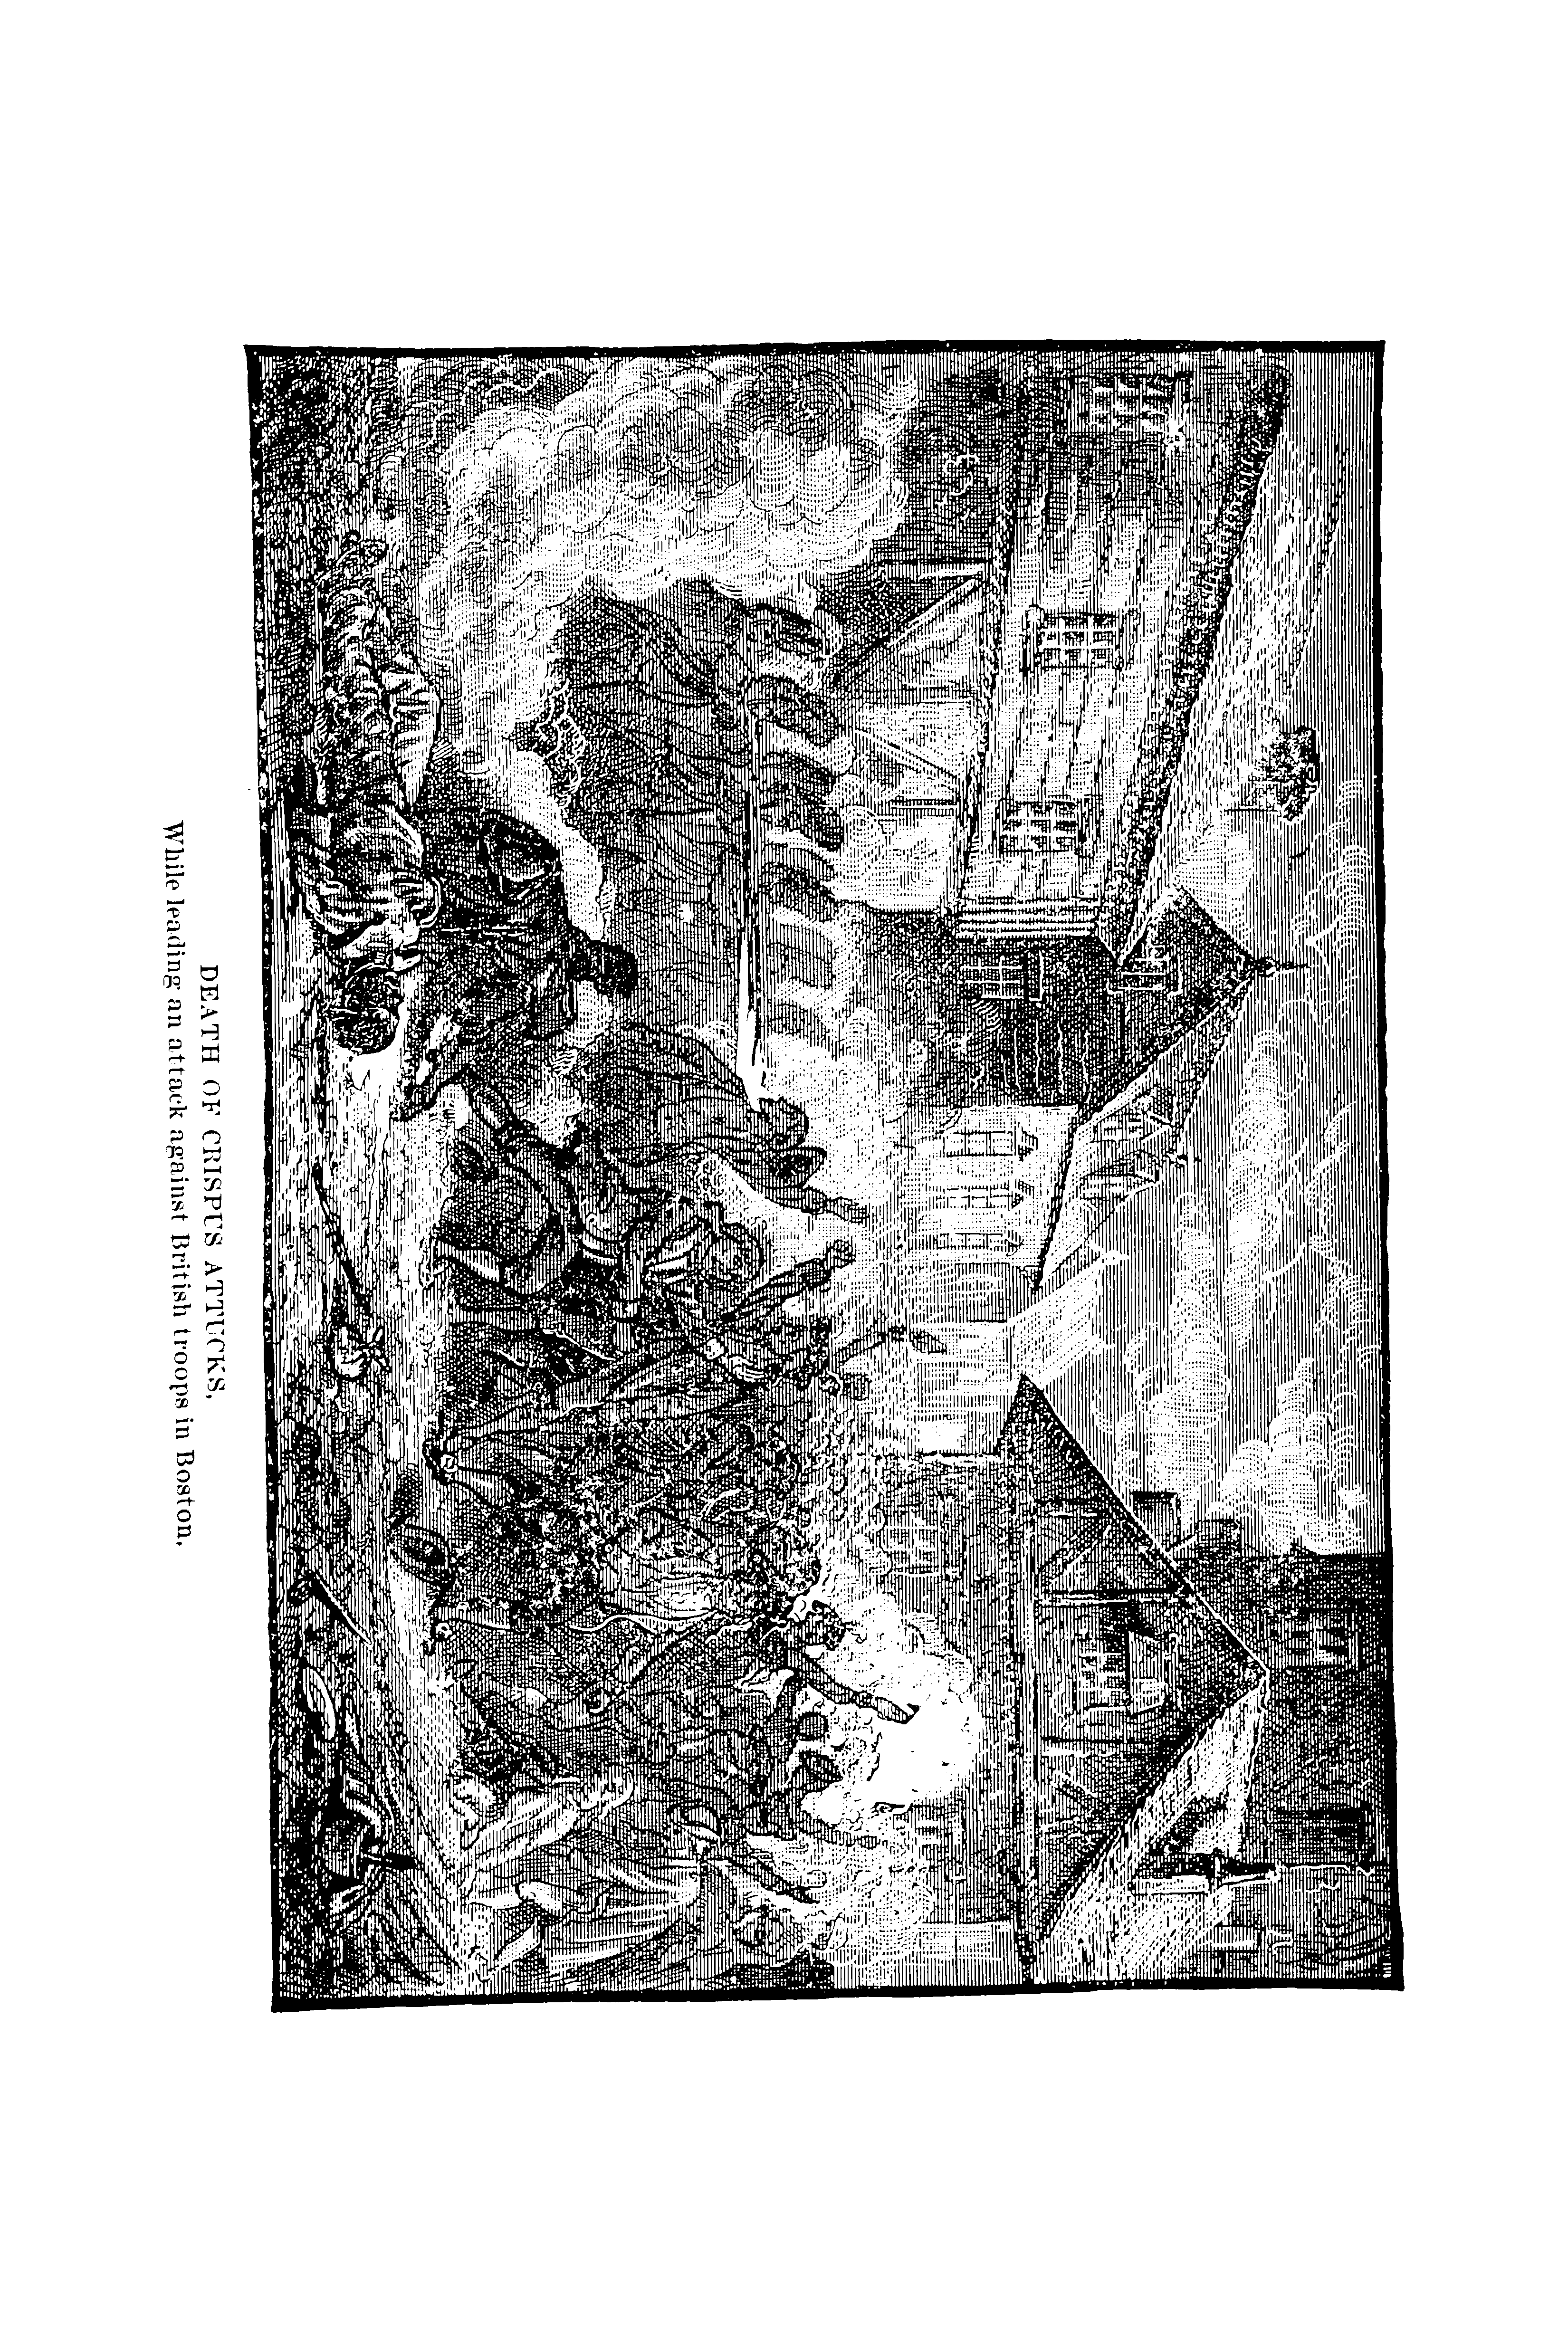 DEATH OF CRISPUS ATTUCKS,
While leading an attack against British troops in Boston.